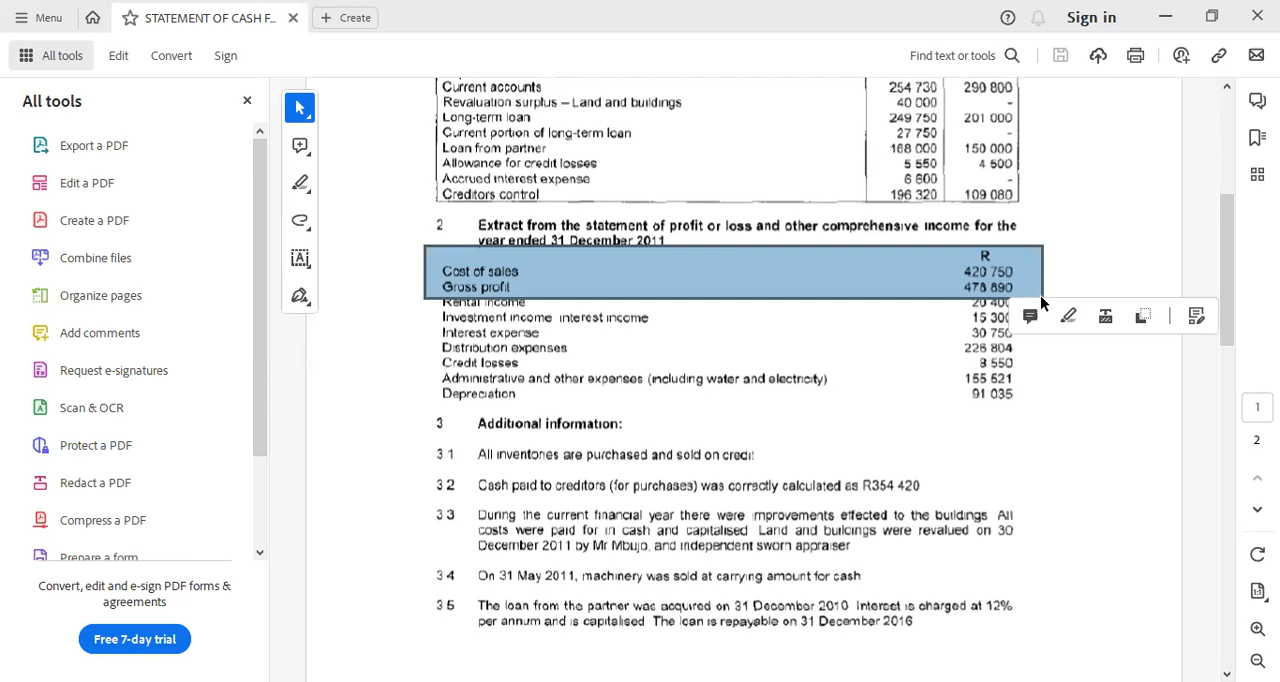 Menu
STATEMENT OF CASH F...
Create
Sign in
All tools
Edit
Convert
Sign
Find text or tools
All tools
Export a PDF
Edit a PDF
Create a PDF
Combine files
Organize pages
Add comments
Request e-signatures
Scan & OCR
Protect a PDF
Redact a PDF
Compress a PDF
Prepare a form
Convert, edit and e-sign PDF forms &
agreements
Free 7-day trial
Current accounts 254 730 290 800
Revaluation surplus – Land and buildings 40 000 -
Long-term loan 249 750 201 000
Current portion of long-term loan 27 750 -
Loan from partner 168 000 150 000
Allowance for credit losses 5 550 4 500
Accrued interest expense 6 600 -
Creditors control 196 320 109 080
2 Extract from the statement of profit or loss and other comprehensive income for the
year ended 31 December 2011
R
Cost of sales 420 750
Gross profit 478 890
Rental income 20 400
Investment income interest income 15 300
Interest expense 30 750
Distribution expenses 226 804
Credit losses 8 550
Administrative and other expenses (including water and electricity) 155 521
Depreciation 91 035
3 Additional information:
3 1 All inventories are purchased and sold on credit
3 2 Cash paid to creditors (for purchases) was correctly calculated as R354 420
3 3 During the current financial year there were improvements effected to the buildings All
costs were paid for in cash and capitalised Land and buildings were revalued on 30
December 2011 by Mr Mbujo, and independent sworn appraiser
3 4 On 31 May 2011, machinery was sold at carrying amount for cash
3 5 The loan from the partner was acquired on 31 December 2010 Interest is charged at 12%
per annum and is capitalised The loan is repayable on 31 December 2016
1
2